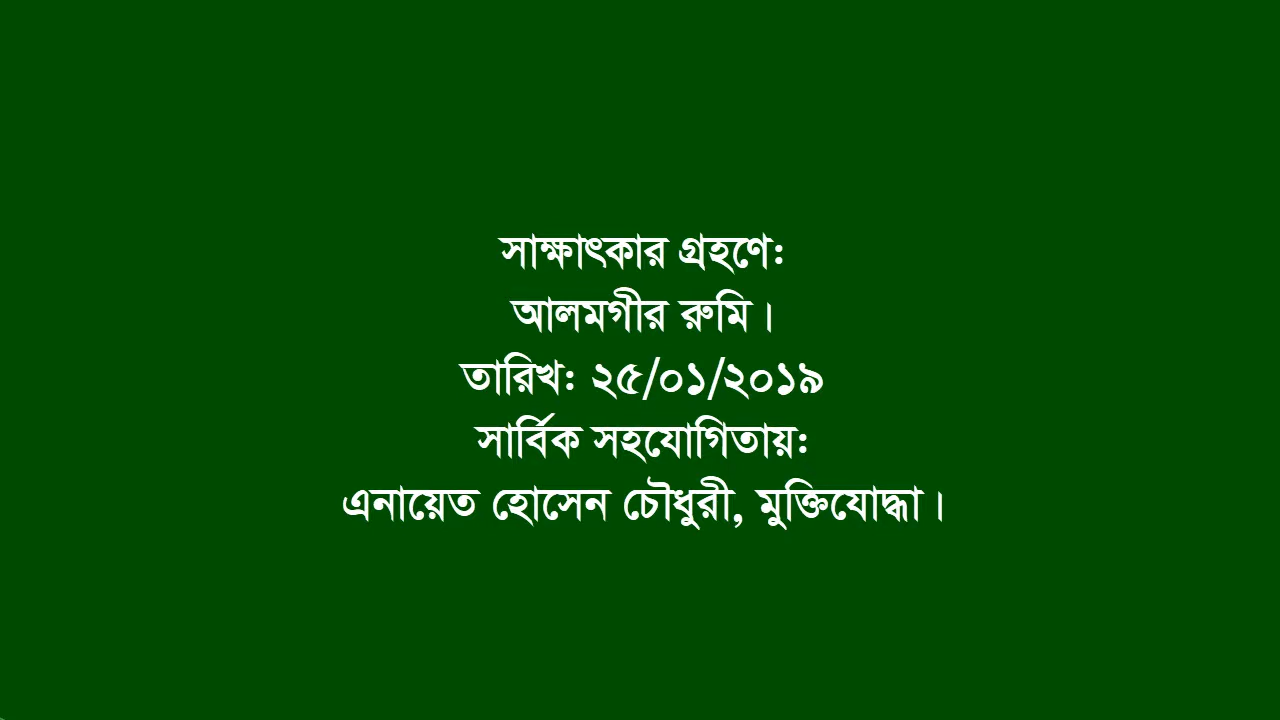 সাক্ষাৎকার গ্রহণে:
আলমগীর রুমি।
তারিখ: ২৫/০১/২০১৯
সার্বিক সহযোগিতায়:
এনায়েত হোসেন চৌধুরী, মুক্তিযোদ্ধা।